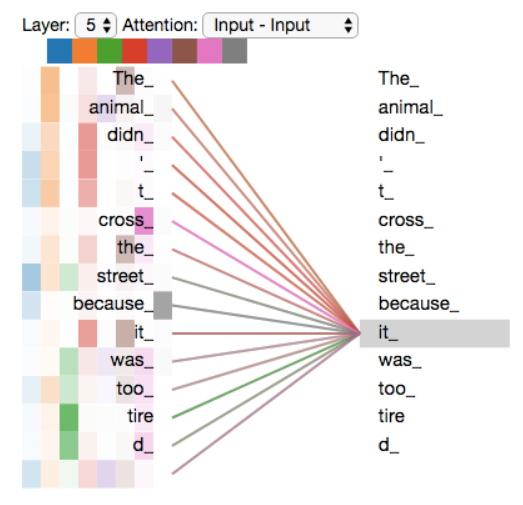 Layer: 5 Attention: Input - Input
The_ The_
animal_ animal_
didn_ didn_
'_ '_
t_ t_
cross_ cross_
the_ the_
street_ street_
because_ because_
it_ it_
was_ was_
too_ too_
tire tire
d_ d_